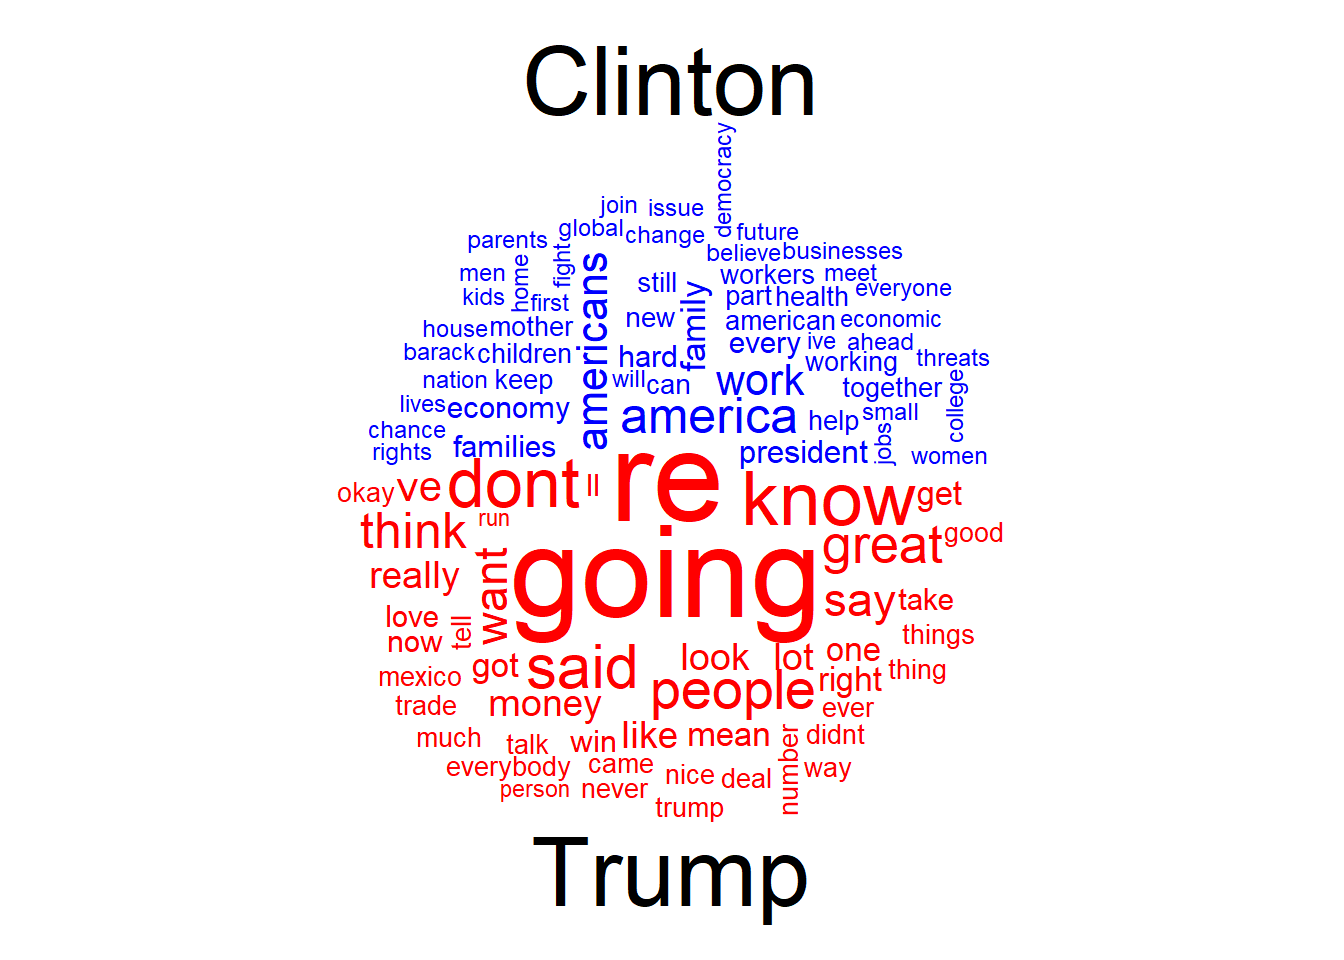 Clinton
democracy
join issue
global change future
parents believe businesses
men home fight americans still family workers meet
kids first part health everyone
house mother new american economic
barack children hard every ive ahead
nation keep will can work working threats
lives economy america together college
chance families help small jobs
rights president women
okay ve dont ll re know get
think run great good
really want going say take
love tell things
now
mexico got said look lot one thing
trade money people right ever
much talk win like mean number didnt
everybody came nice deal way
person never trump
Trump